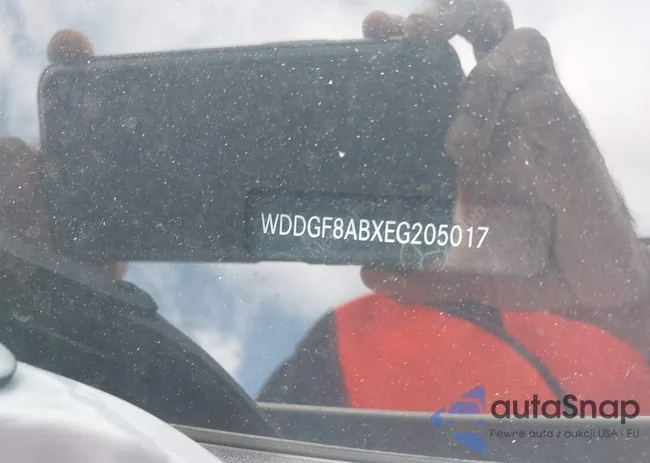 WDDGF8ABXEG205017
autaSnap
Pewne auta z aukcji USA i EU